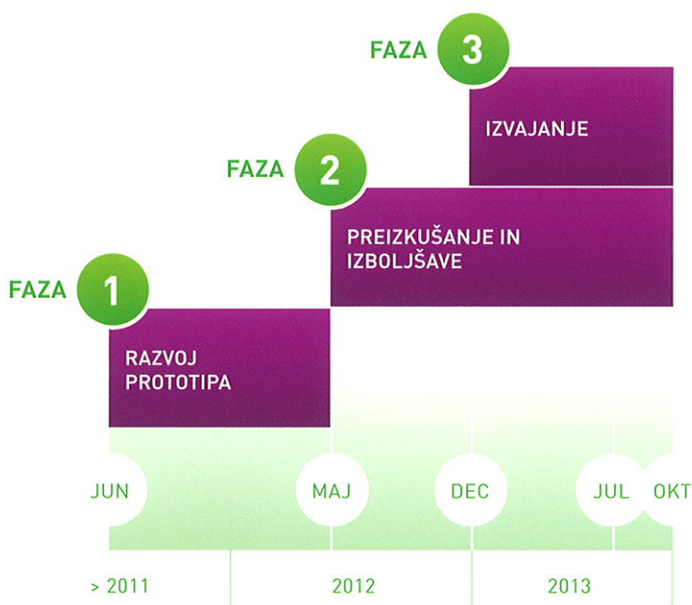 FAZA 3
IZVAJANJE
FAZA 2
PREIZKUŠANJE IN
IZBOLJŠAVE
FAZA 1
RAZVOJ
PROTOTIPA
JUN MAJ DEC JUL OKT
> 2011 2012 2013